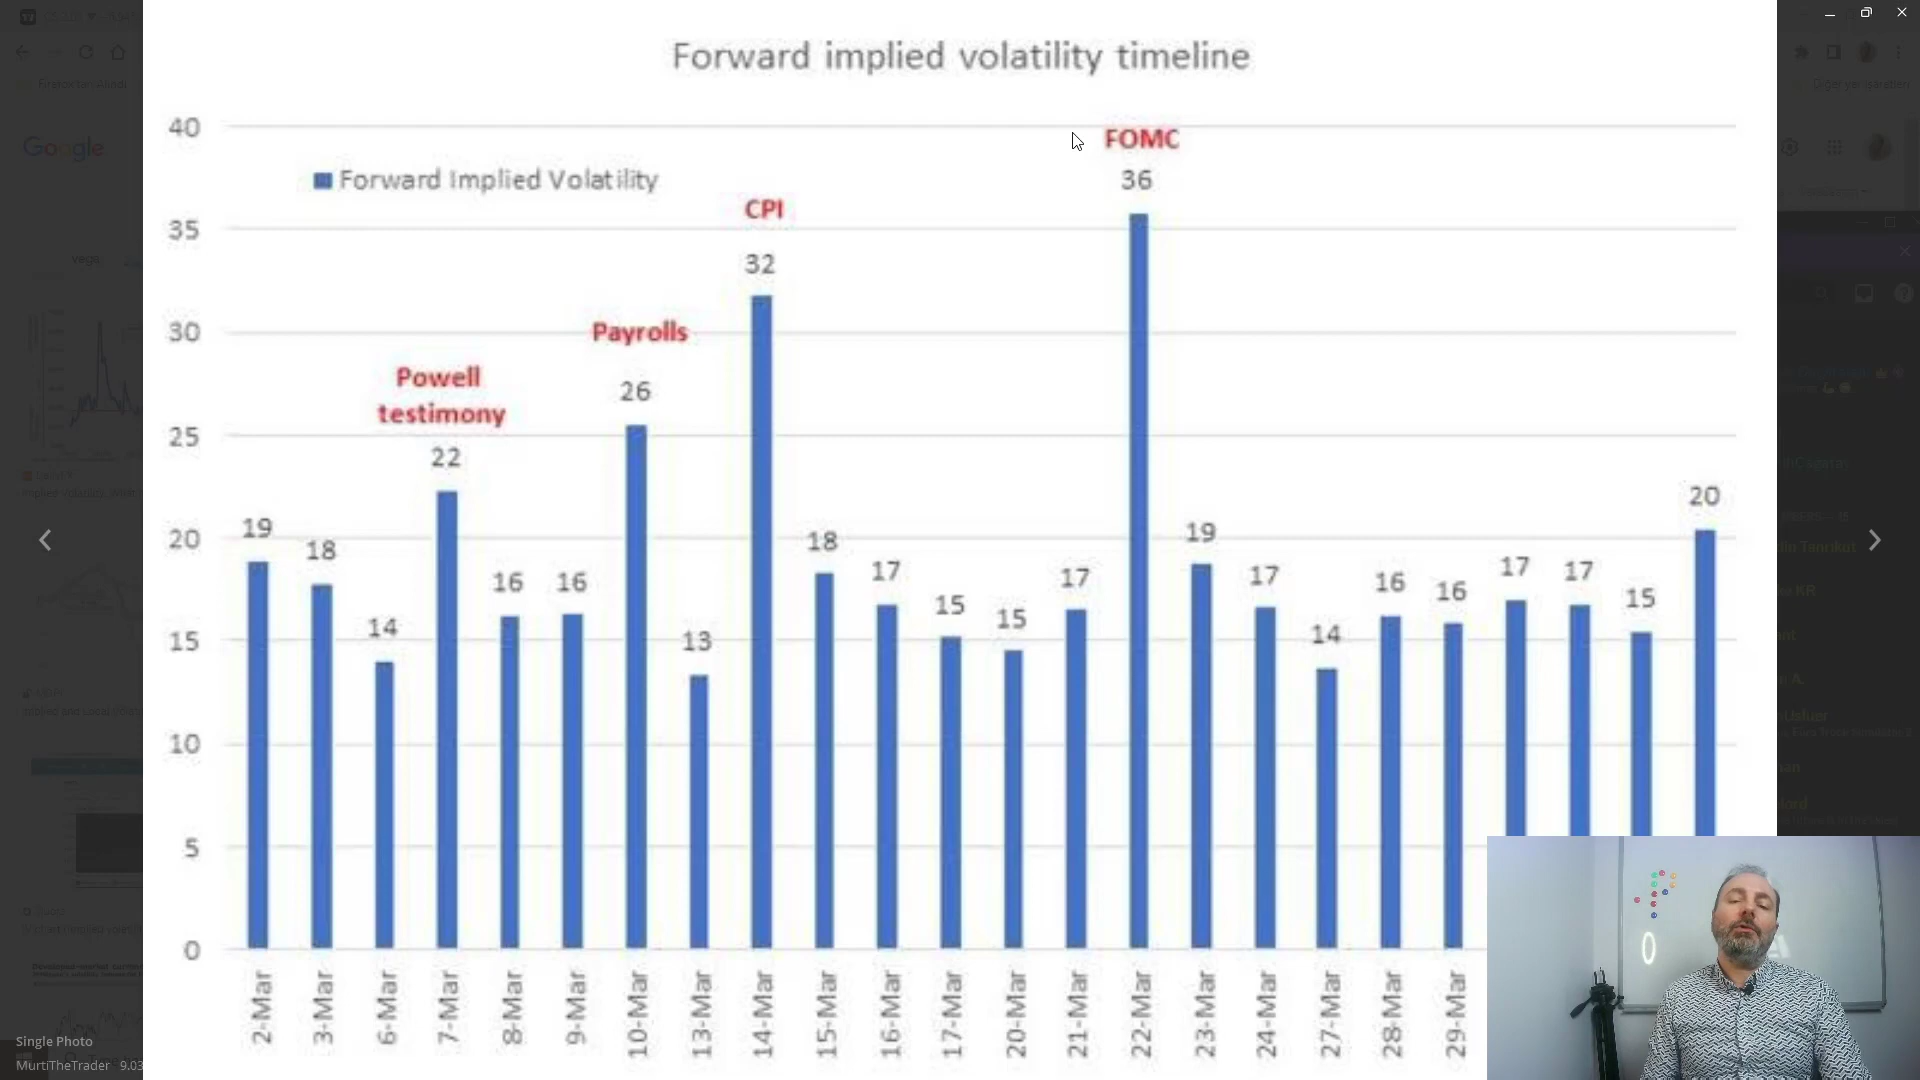 Forward implied volatility timeline
40
35
30
25
20
15
10
5
0
Forward Implied Volatility
FOMC
36
CPI
32
Payrolls
26
Powell
testimony
22
19
18
14
16
16
13
18
17
15
15
17
19
17
14
16
16
17
17
15
20
2-Mar
3-Mar
6-Mar
7-Mar
8-Mar
9-Mar
10-Mar
13-Mar
14-Mar
15-Mar
16-Mar
17-Mar
20-Mar
21-Mar
22-Mar
23-Mar
24-Mar
27-Mar
28-Mar
29-Mar
Google
vega
Single Photo
MurtiTheTrader 9.03